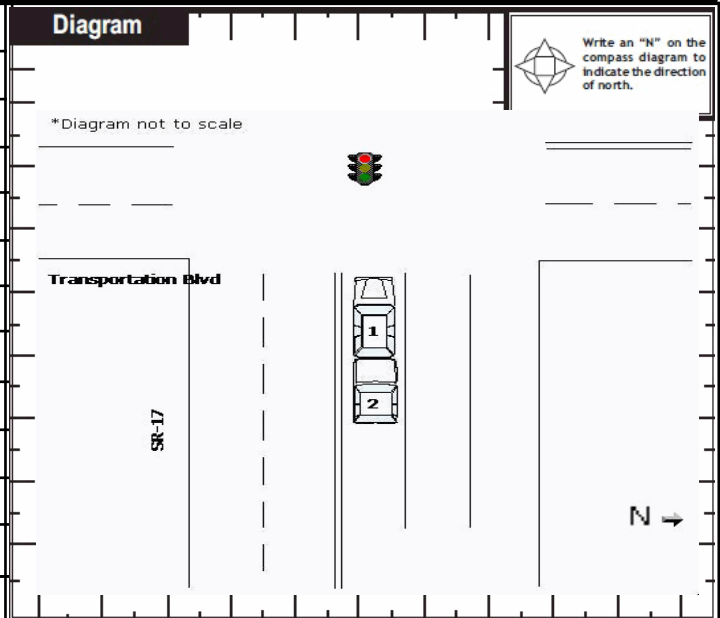 Diagram
Write an “N” on the
compass diagram to
indicate the direction
of north.
*Diagram not to scale
Transportation Blvd
1
2
SR-17
N